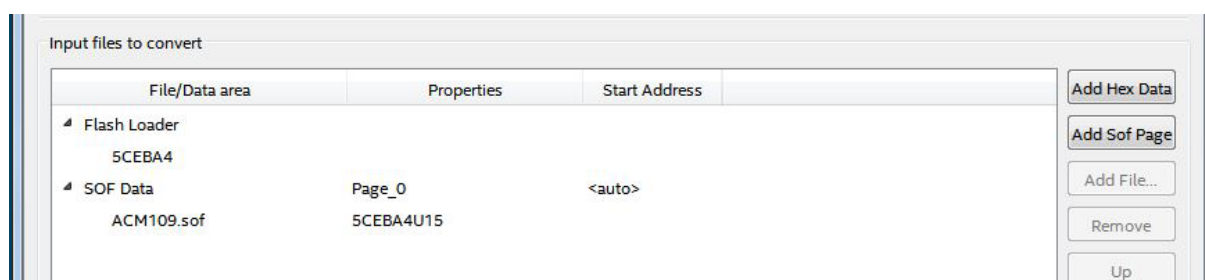 Input files to convert
File/Data area Properties Start Address
Add Hex Data
Flash Loader
Add Sof Page
5CEBA4
SOF Data Page_0 <auto>
Add File...
ACM109.sof 5CEBA4U15
Remove
Up